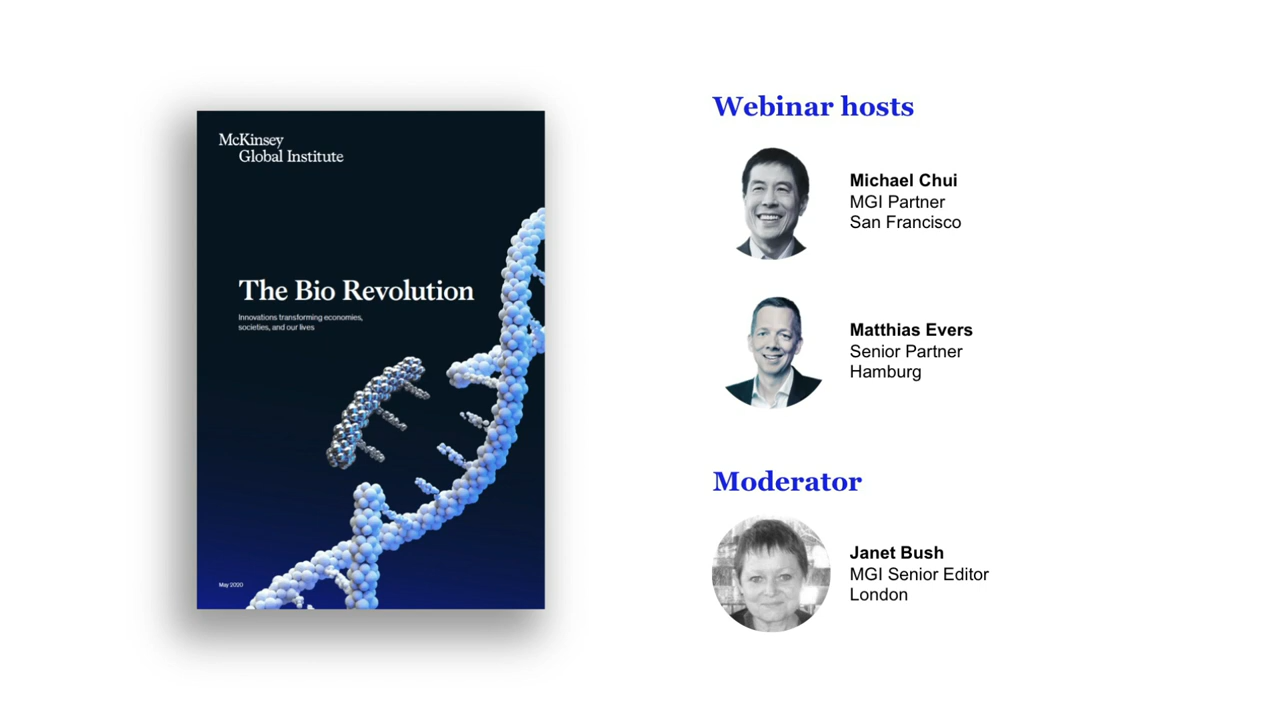 McKinsey
Global Institute
The Bio Revolution
Innovations transforming economies,
societies, and our lives
May 2020
Webinar hosts
Michael Chui
MGI Partner
San Francisco
Matthias Evers
Senior Partner
Hamburg
Moderator
Janet Bush
MGI Senior Editor
London